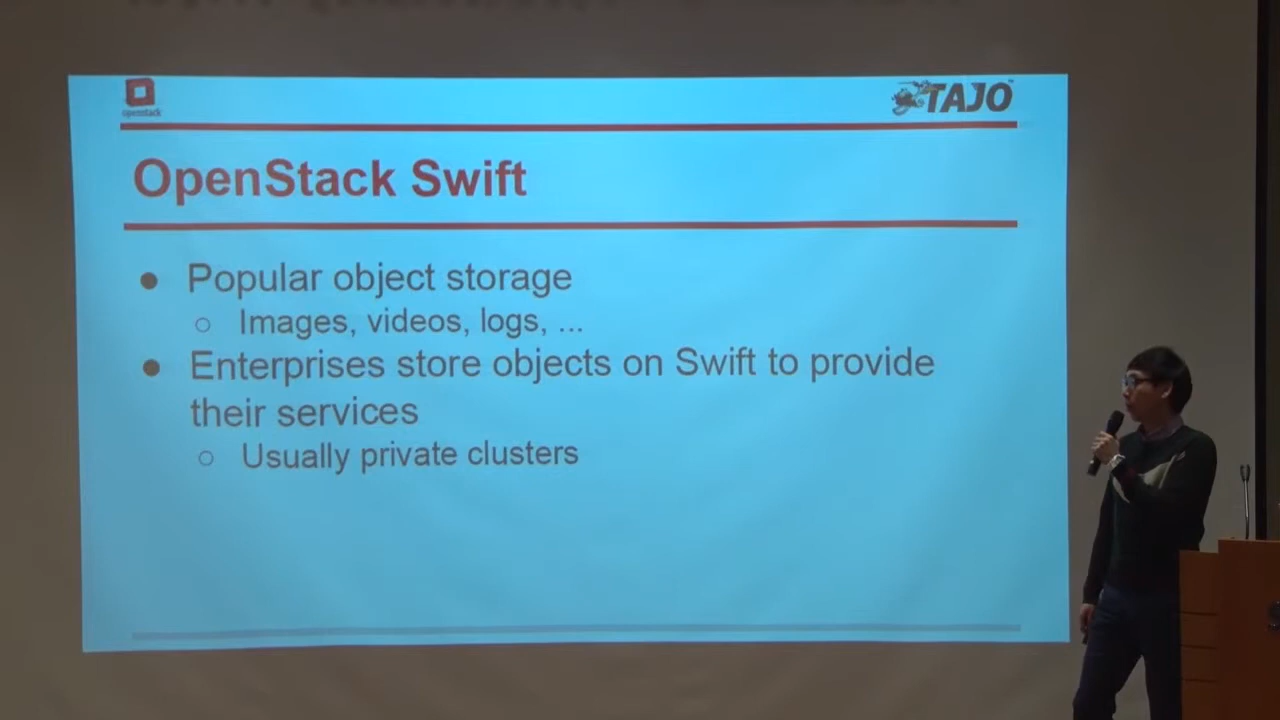 openstack
TAJO
OpenStack Swift
● Popular object storage
○ Images, videos, logs, ...
● Enterprises store objects on Swift to provide
their services
○ Usually private clusters